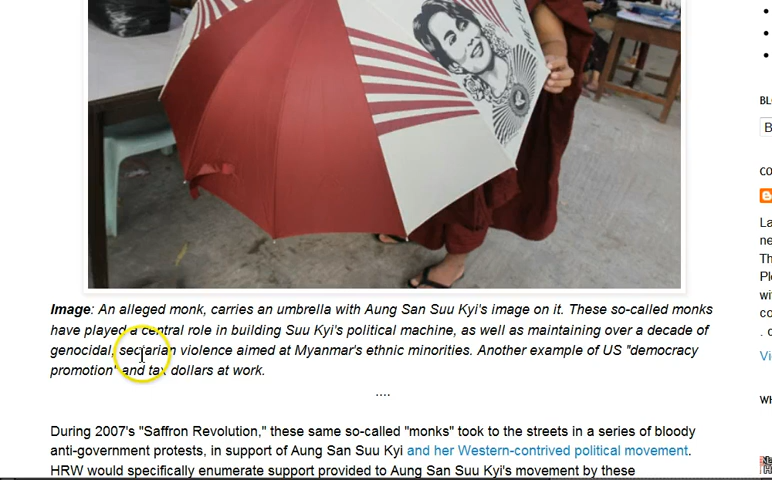 Image: An alleged monk, carries an umbrella with Aung San Suu Kyi's image on it. These so-called monks
have played a central role in building Suu Kyi's political machine, as well as maintaining over a decade of
genocidal, sectarian violence aimed at Myanmar's ethnic minorities. Another example of US "democracy
promotion" and tax dollars at work.
....
During 2007's "Saffron Revolution," these same so-called "monks" took to the streets in a series of bloody
anti-government protests, in support of Aung San Suu Kyi and her Western-contrived political movement.
HRW would specifically enumerate support provided to Aung San Suu Kyi's movement by these